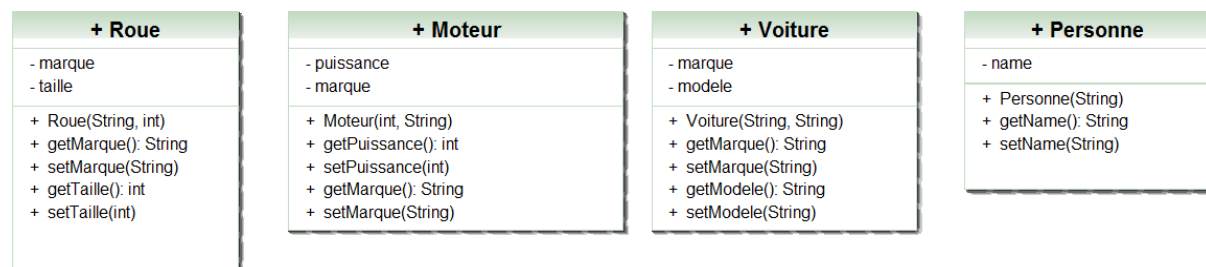 + Roue
- marque
- taille
+ Roue(String, int)
+ getMarque(): String
+ setMarque(String)
+ getTaille(): int
+ setTaille(int)
+ Moteur
- puissance
- marque
+ Moteur(int, String)
+ getPuissance(): int
+ setPuissance(int)
+ getMarque(): String
+ setMarque(String)
+ Voiture
- marque
- modele
+ Voiture(String, String)
+ getMarque(): String
+ setMarque(String)
+ getModele(): String
+ setModele(String)
+ Personne
- name
+ Personne(String)
+ getName(): String
+ setName(String)